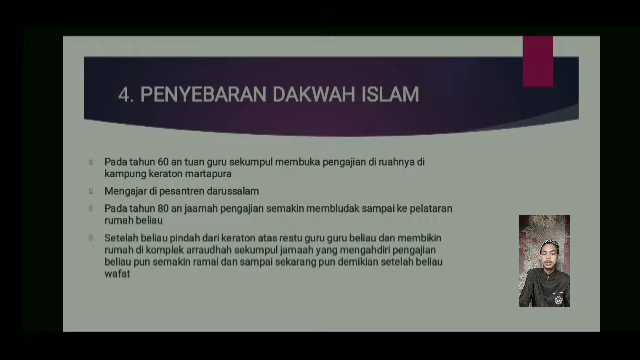 4. PENYEBARAN DAKWAH ISLAM
Pada tahun 60 an tuan guru sekumpul membuka pengajian di ruahnya di
kampung keraton martapura
Mengajar di pesantren darussalam
Pada tahun 80 an jaamah pengajian semakin membludak sampai ke pelataran
rumah beliau
Setelah beliau pindah dari keraton atas restu guru guru beliau dan membikin
rumah di komplek arraudhah sekumpul jamaah yang mengahdiri pengajian
beliau pun semakin ramai dan sampai sekarang pun demikian setelah beliau
wafat